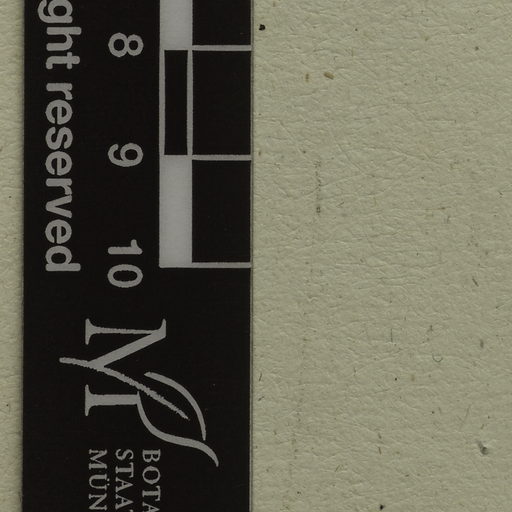 ght reserved
8
9
10
M
BOTA
STAA
MÜN